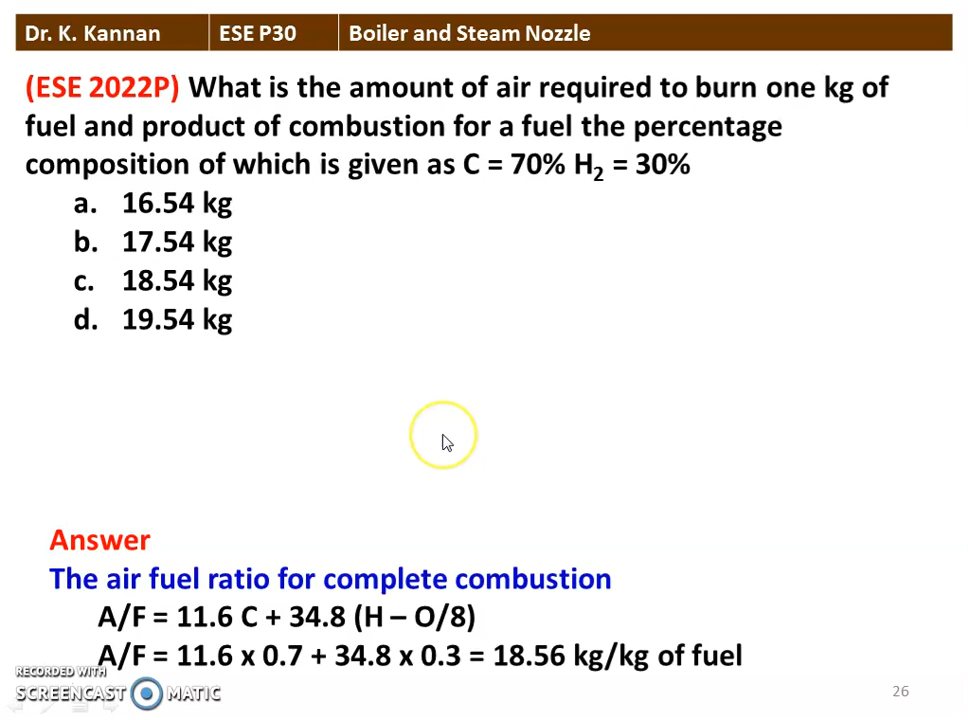 Dr. K. Kannan ESE P30 Boiler and Steam Nozzle
(ESE 2022P) What is the amount of air required to burn one kg of
fuel and product of combustion for a fuel the percentage
composition of which is given as C = 70% H₂ = 30%
a. 16.54 kg
b. 17.54 kg
c. 18.54 kg
d. 19.54 kg
Answer
The air fuel ratio for complete combustion
A/F = 11.6 C + 34.8 (H – O/8)
A/F = 11.6 x 0.7 + 34.8 x 0.3 = 18.56 kg/kg of fuel
RECORDED WITH
SCREENCAST MATIC
26